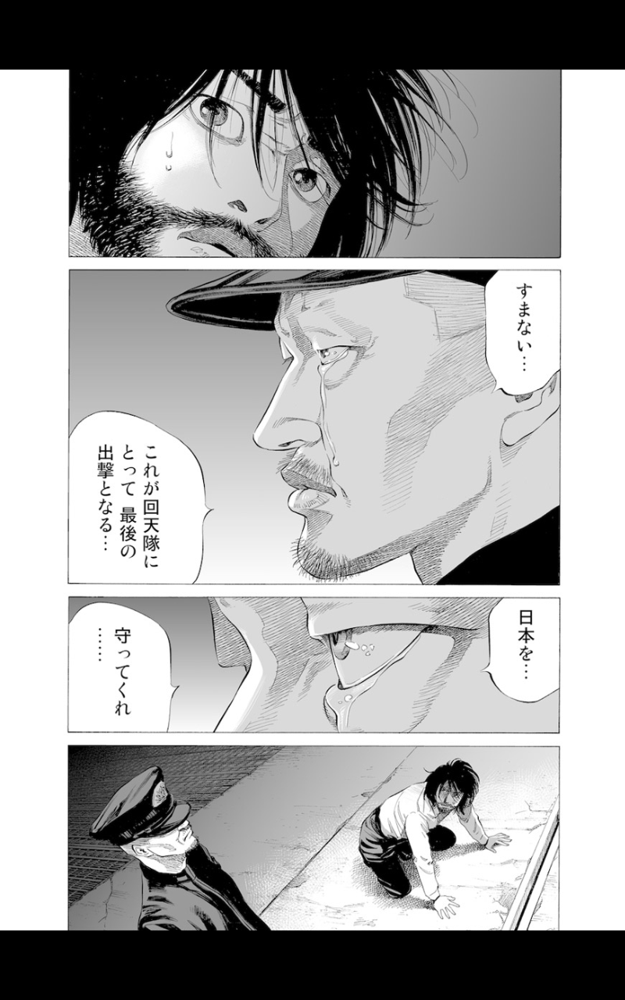 すまない…
これが回天隊に
とって 最後の
出撃となる…
日本を…
守ってくれ
……